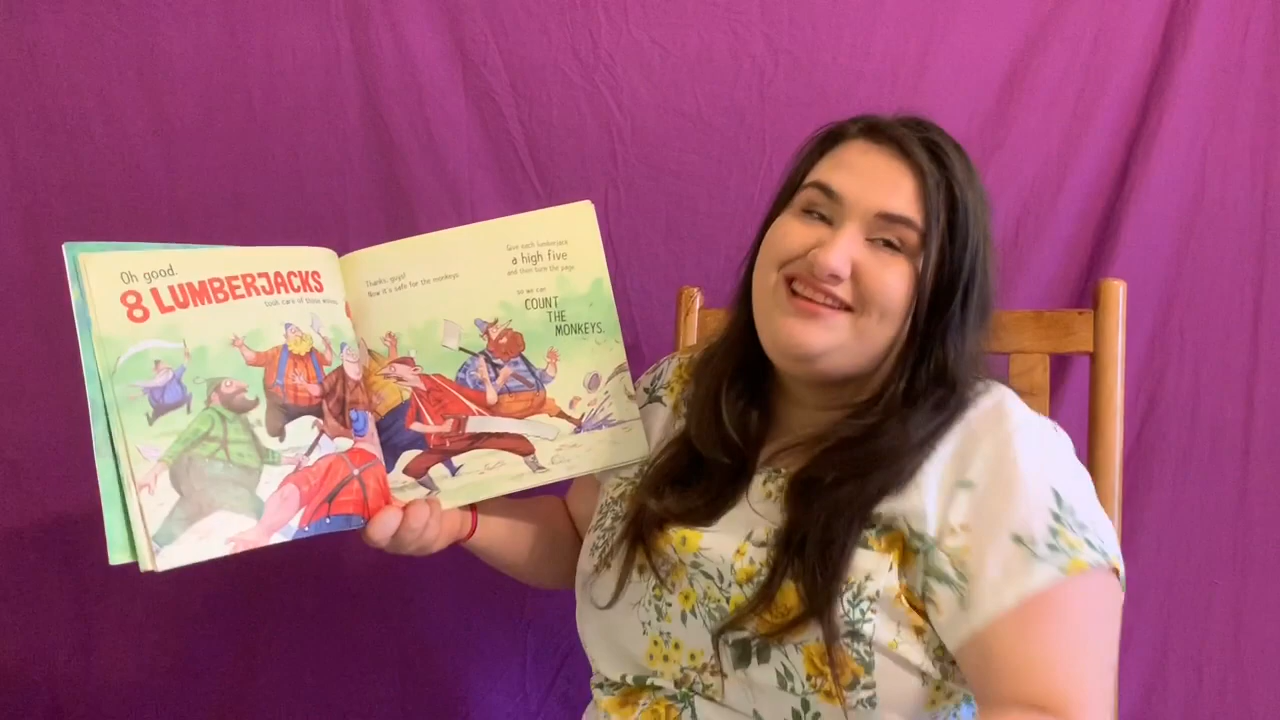 Oh good.
8 LUMBERJACKS
took care of those wolves.
Thanks, guys!
Now it's safe for the monkeys.
Give each lumberjack
a high five
and then turn the page
so we can
COUNT
THE
MONKEYS.